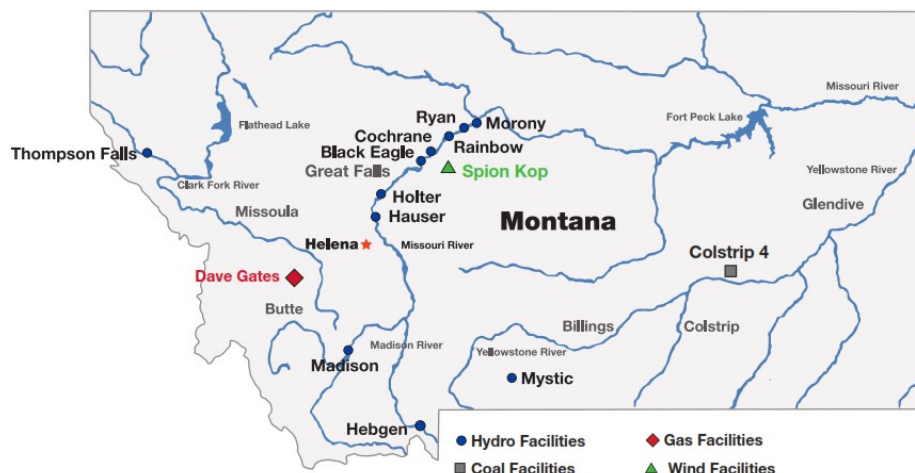 Missouri River
Flathead Lake
Fort Peck Lake
Ryan
Morony
Cochrane
Rainbow
Thompson Falls
Black Eagle
Great Falls
Spion Kop
Yellowstone River
Clark Fork River
Holter
Missoula
Hauser
Glendive
Montana
Helena
Missouri River
Colstrip 4
Dave Gates
Butte
Billings
Colstrip
Madison River
Yellowstone River
Madison
Mystic
Hebgen
Hydro Facilities
Gas Facilities
Coal Facilities
Wind Facilities